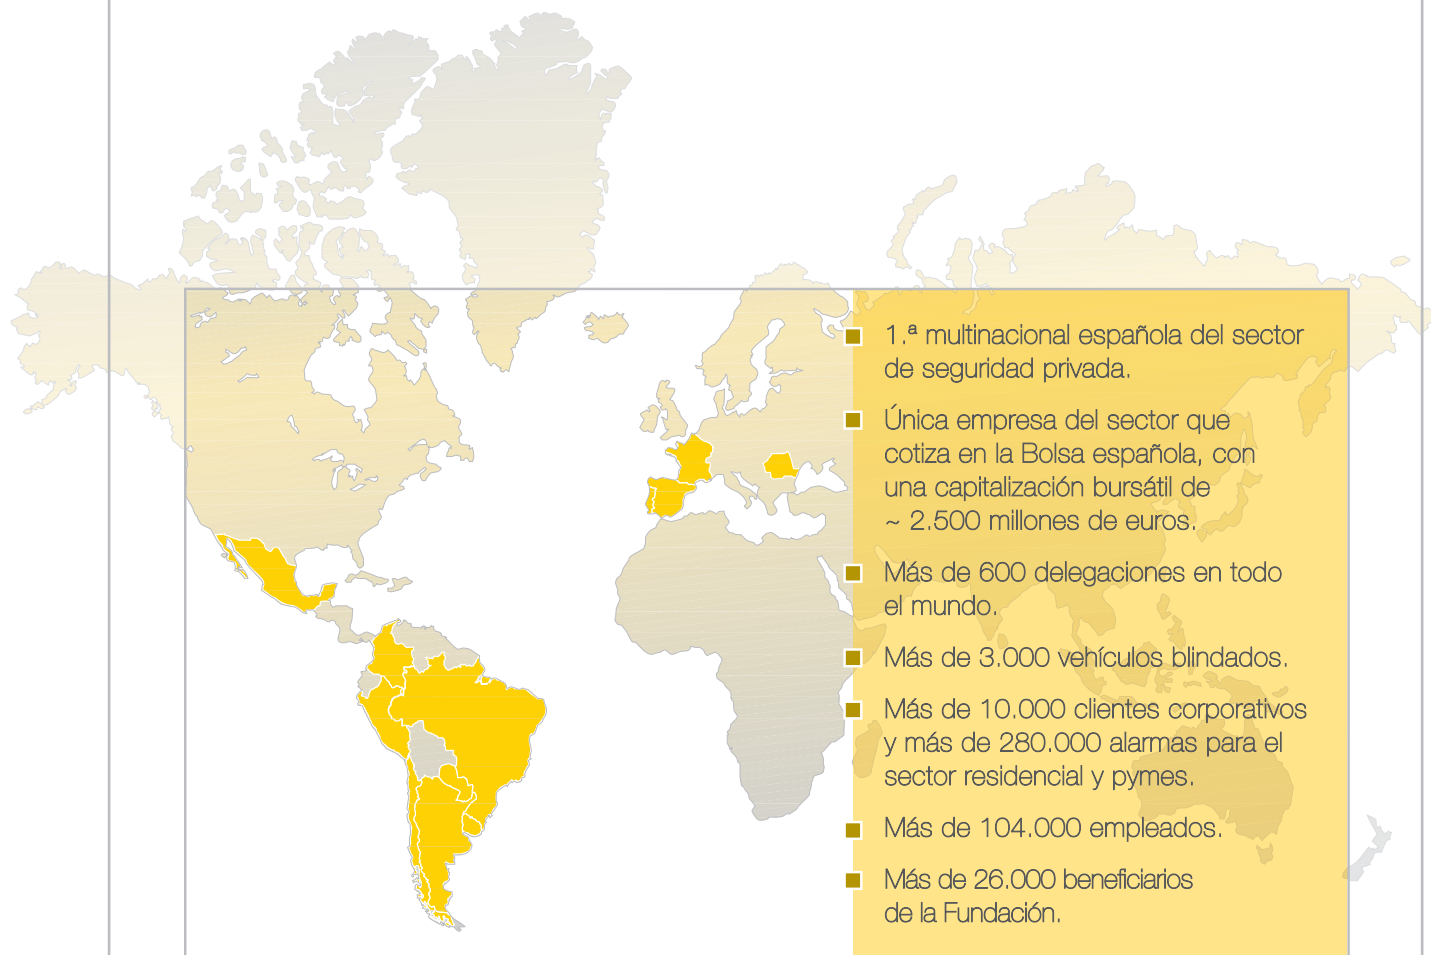 1.ª multinacional española del sector
de seguridad privada.
Única empresa del sector que
cotiza en la Bolsa española, con
una capitalización bursátil de
~ 2.500 millones de euros.
Más de 600 delegaciones en todo
el mundo.
Más de 3.000 vehículos blindados.
Más de 10.000 clientes corporativos
y más de 280.000 alarmas para el
sector residencial y pymes.
Más de 104.000 empleados.
Más de 26.000 beneficiarios
de la Fundación.